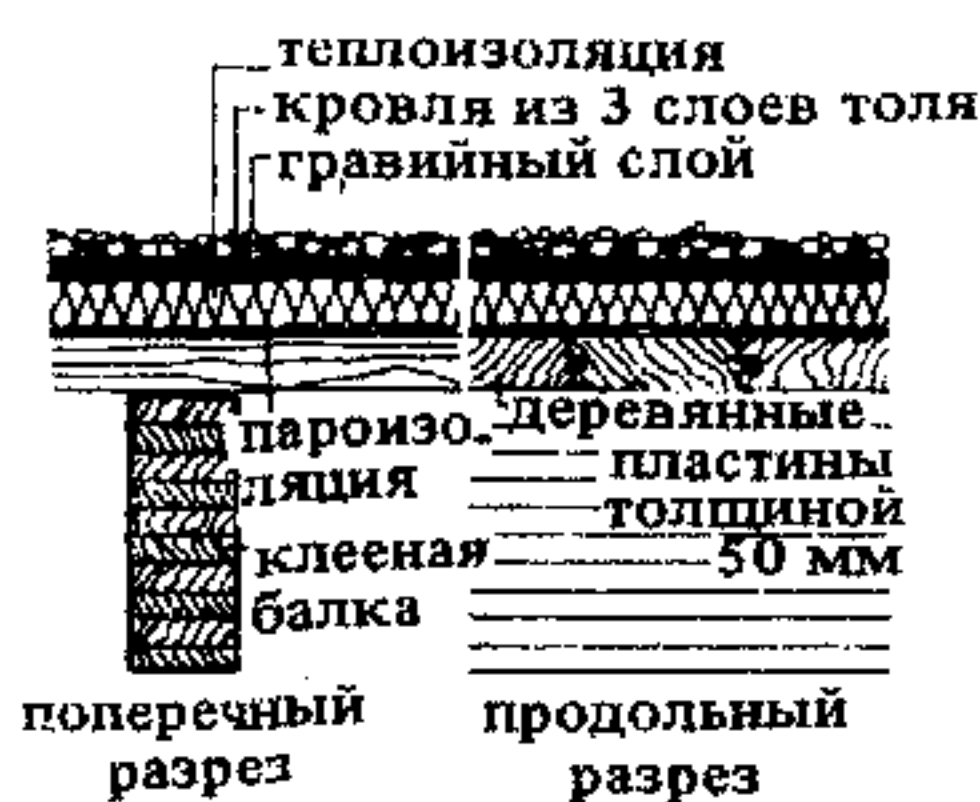 теплоизоляция
кровля из 3 слоев толя
гравийный слой
пароизо-
ляция
клееная
балка
деревянные
пластины
толщиной
50 мм
поперечный
разрез
продольный
разрез